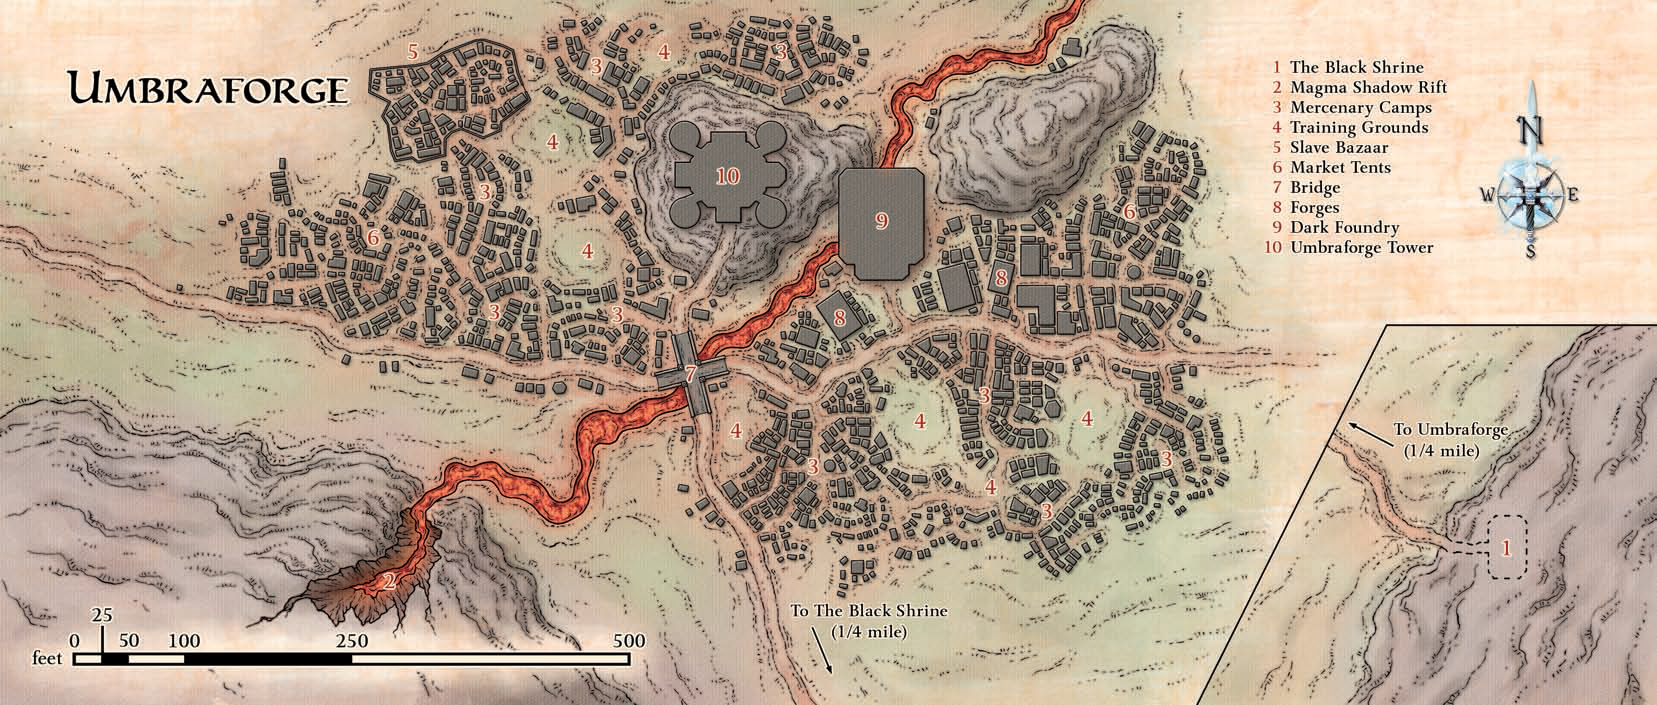 UMBRAFORGE
5
3
4
3
4
3
10
9
6
4
3
3
6
8
8
7
3
4
4
4
3
3
4
3
2
1 The Black Shrine
2 Magma Shadow Rift
3 Mercenary Camps
4 Training Grounds
5 Slave Bazaar
6 Market Tents
7 Bridge
8 Forges
9 Dark Foundry
10 Umbraforge Tower
N
W E
S
To Umbraforge
(1/4 mile)
1
To The Black Shrine
(1/4 mile)
25
0 50 100 250 500
feet